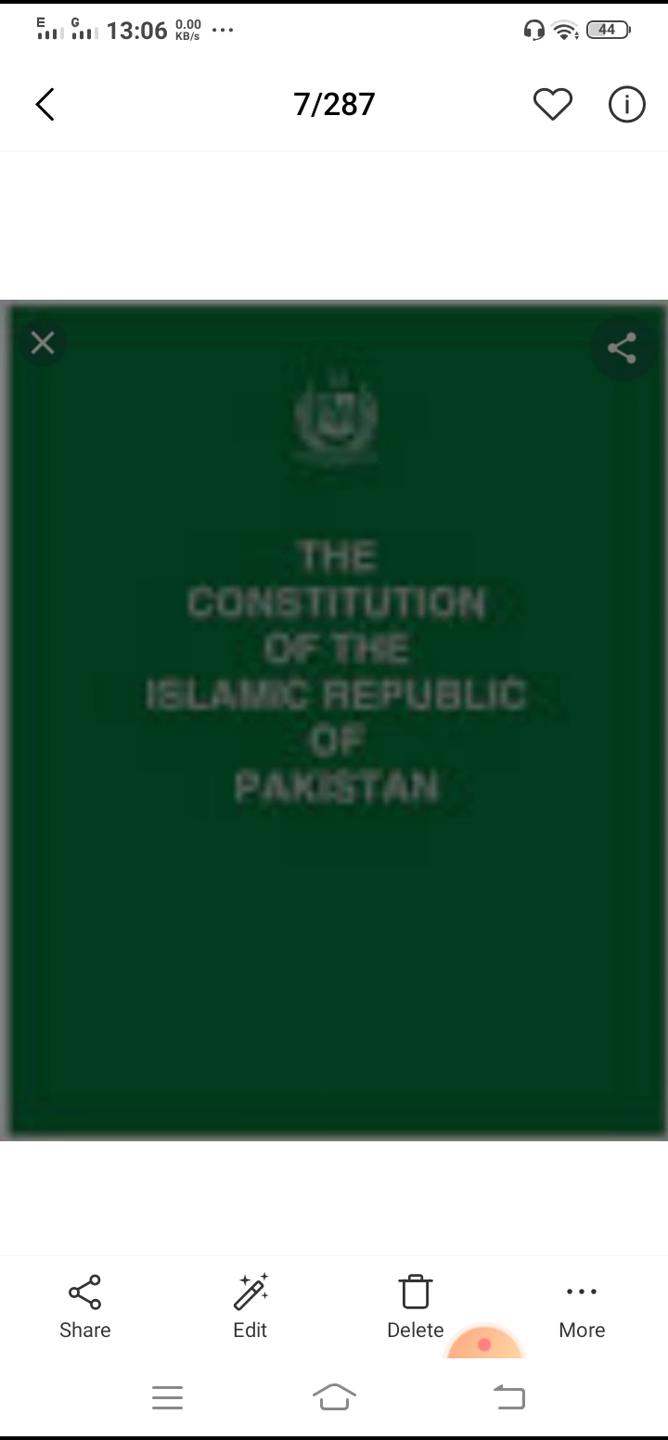 E G 13:06 0.00 KB/s ... 44
7/287
THE
CONSTITUTION
OF THE
ISLAMIC REPUBLIC
OF
PAKISTAN
Share Edit Delete More